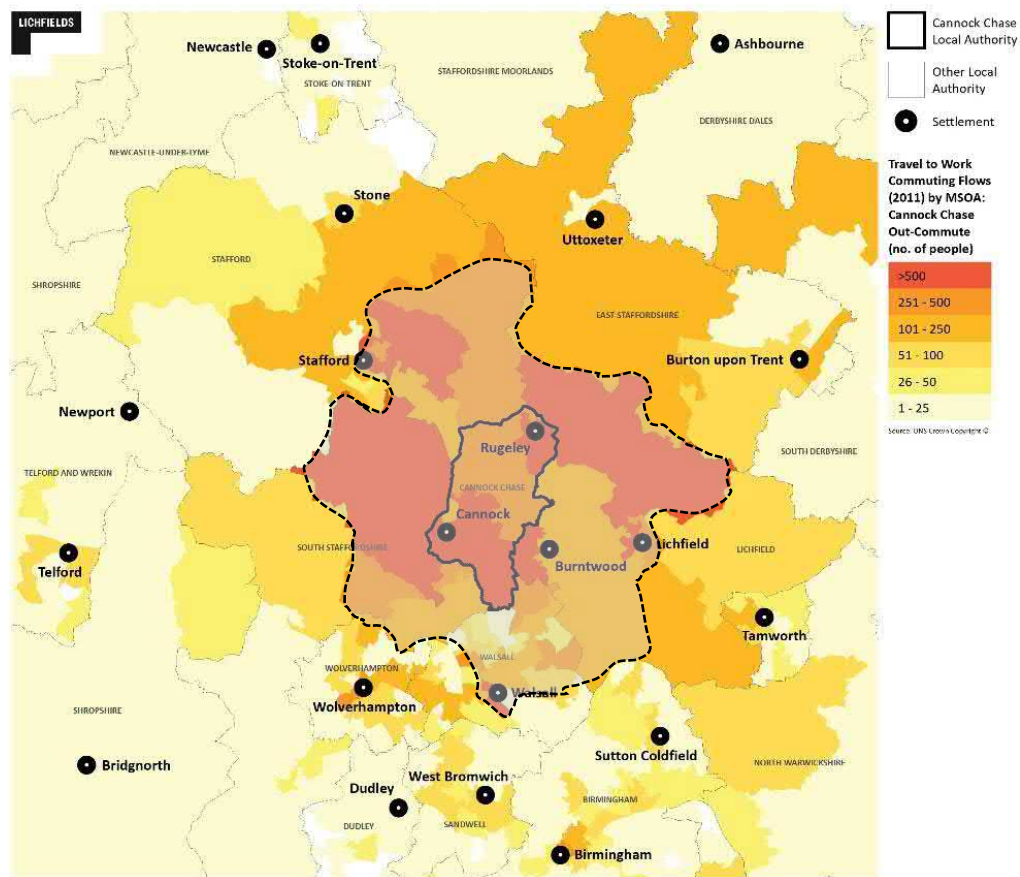 LICHFIELDS
Newcastle
Stoke-on-Trent
STOKE-ON-TRENT
STAFFORDSHIRE MOORLANDS
Ashbourne
DERBYSHIRE DALES
NEWCASTLE-UNDER-LYME
Stone
Uttoxeter
STAFFORD
SHROPSHIRE
EAST STAFFORDSHIRE
Stafford
Burton upon Trent
Newport
Rugeley
SOUTH DERBYSHIRE
TELFORD AND WREKIN
CANNOCK CHASE
Cannock
SOUTH STAFFORDSHIRE
Lichfield
LICHFIELD
Burntwood
Telford
Tamworth
WALSALL
WOLVERHAMPTON
Walsall
Wolverhampton
SHROPSHIRE
Sutton Coldfield
NORTH WARWICKSHIRE
Bridgnorth
West Bromwich
Dudley
BIRMINGHAM
DUDLEY
SANDWELL
Birmingham
Cannock Chase
Local Authority
Other Local
Authority
Settlement
Travel to Work
Commuting Flows
(2011) by MSOA:
Cannock Chase
Out-Commute
(no. of people)
>500
251 - 500
101 - 250
51 - 100
26 - 50
1 - 25
Source: ONS Crown Copyright ©